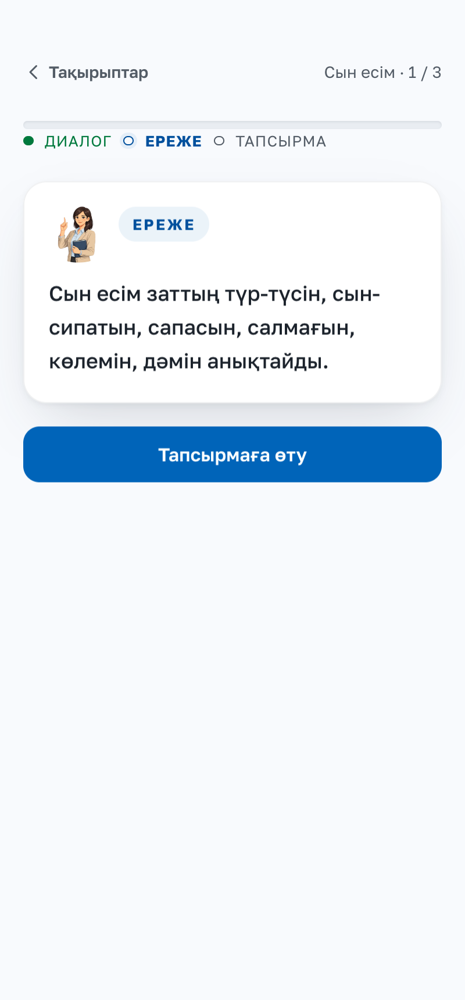 Тақырыптар
Сын есім · 1 / 3
ДИАЛОГ ЕРЕЖЕ ТАПСЫРМА
ЕРЕЖЕ
Сын есім заттың түр-түсін, сын-
сипатын, сапасын, салмағын,
көлемін, дәмін анықтайды.
Тапсырмаға өту